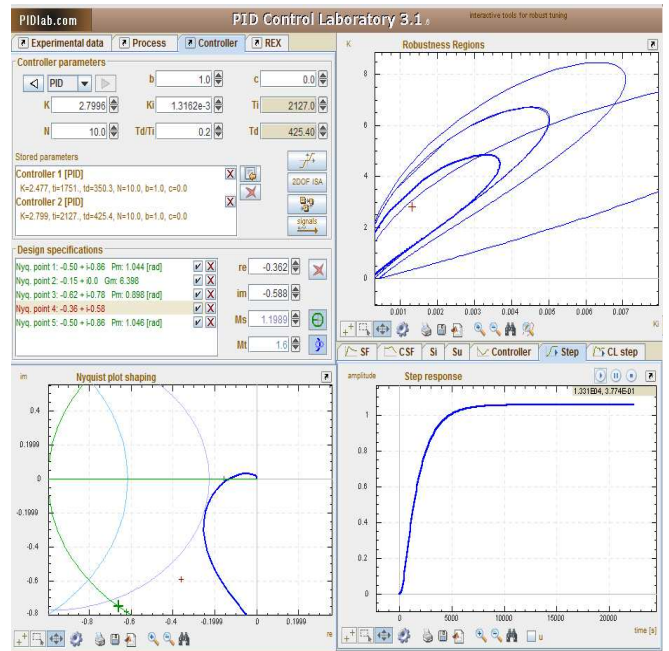 PIDlab.com
PID Control Laboratory 3.1
interactive tools for robust tuning
Experimental data
Process
Controller
REX
Controller parameters
PID
b
1.0
c
0.0
K
2.7996
Ki
1.3162e-3
Ti
2127.0
N
10.0
Td/Ti
0.2
Td
425.40
Stored parameters
Controller 1 [PID]
K=2.477, ti=1751., td=350.3, N=10.0, b=1.0, c=0.0
Controller 2 [PID]
K=2.799, ti=2127., td=425.4, N=10.0, b=1.0, c=0.0
2DOF ISA
signals
Design specifications
Nyq. point 1: -0.50 + i-0.86 Pm: 1.044 [rad]
Nyq. point 2: -0.15 + i0.0 Gm: 6.398
Nyq. point 3: -0.62 + i-0.78 Pm: 0.898 [rad]
Nyq. point 4: -0.36 + i-0.58
Nyq. point 5: -0.50 + i-0.86 Pm: 1.046 [rad]
re
-0.362
im
-0.588
Ms
1.1989
Mt
1.6
K
Robustness Regions
8
6
4
2
0
0.001
0.002
0.003
0.004
0.005
0.006
0.007
Ki
SF
CSF
Si
Su
Controller
Step
CL step
im
Nyquist plot shaping
0.4
0.1999
0
-0.1999
-0.4
-0.6
-0.8
-0.8
-0.6
-0.4
-0.1999
0
0.1999
re
amplitude
Step response
1.331E04, 3.774E-01
1
0.8
0.6
0.4
0.2
0
0
5000
10000
15000
20000
time [s]
u